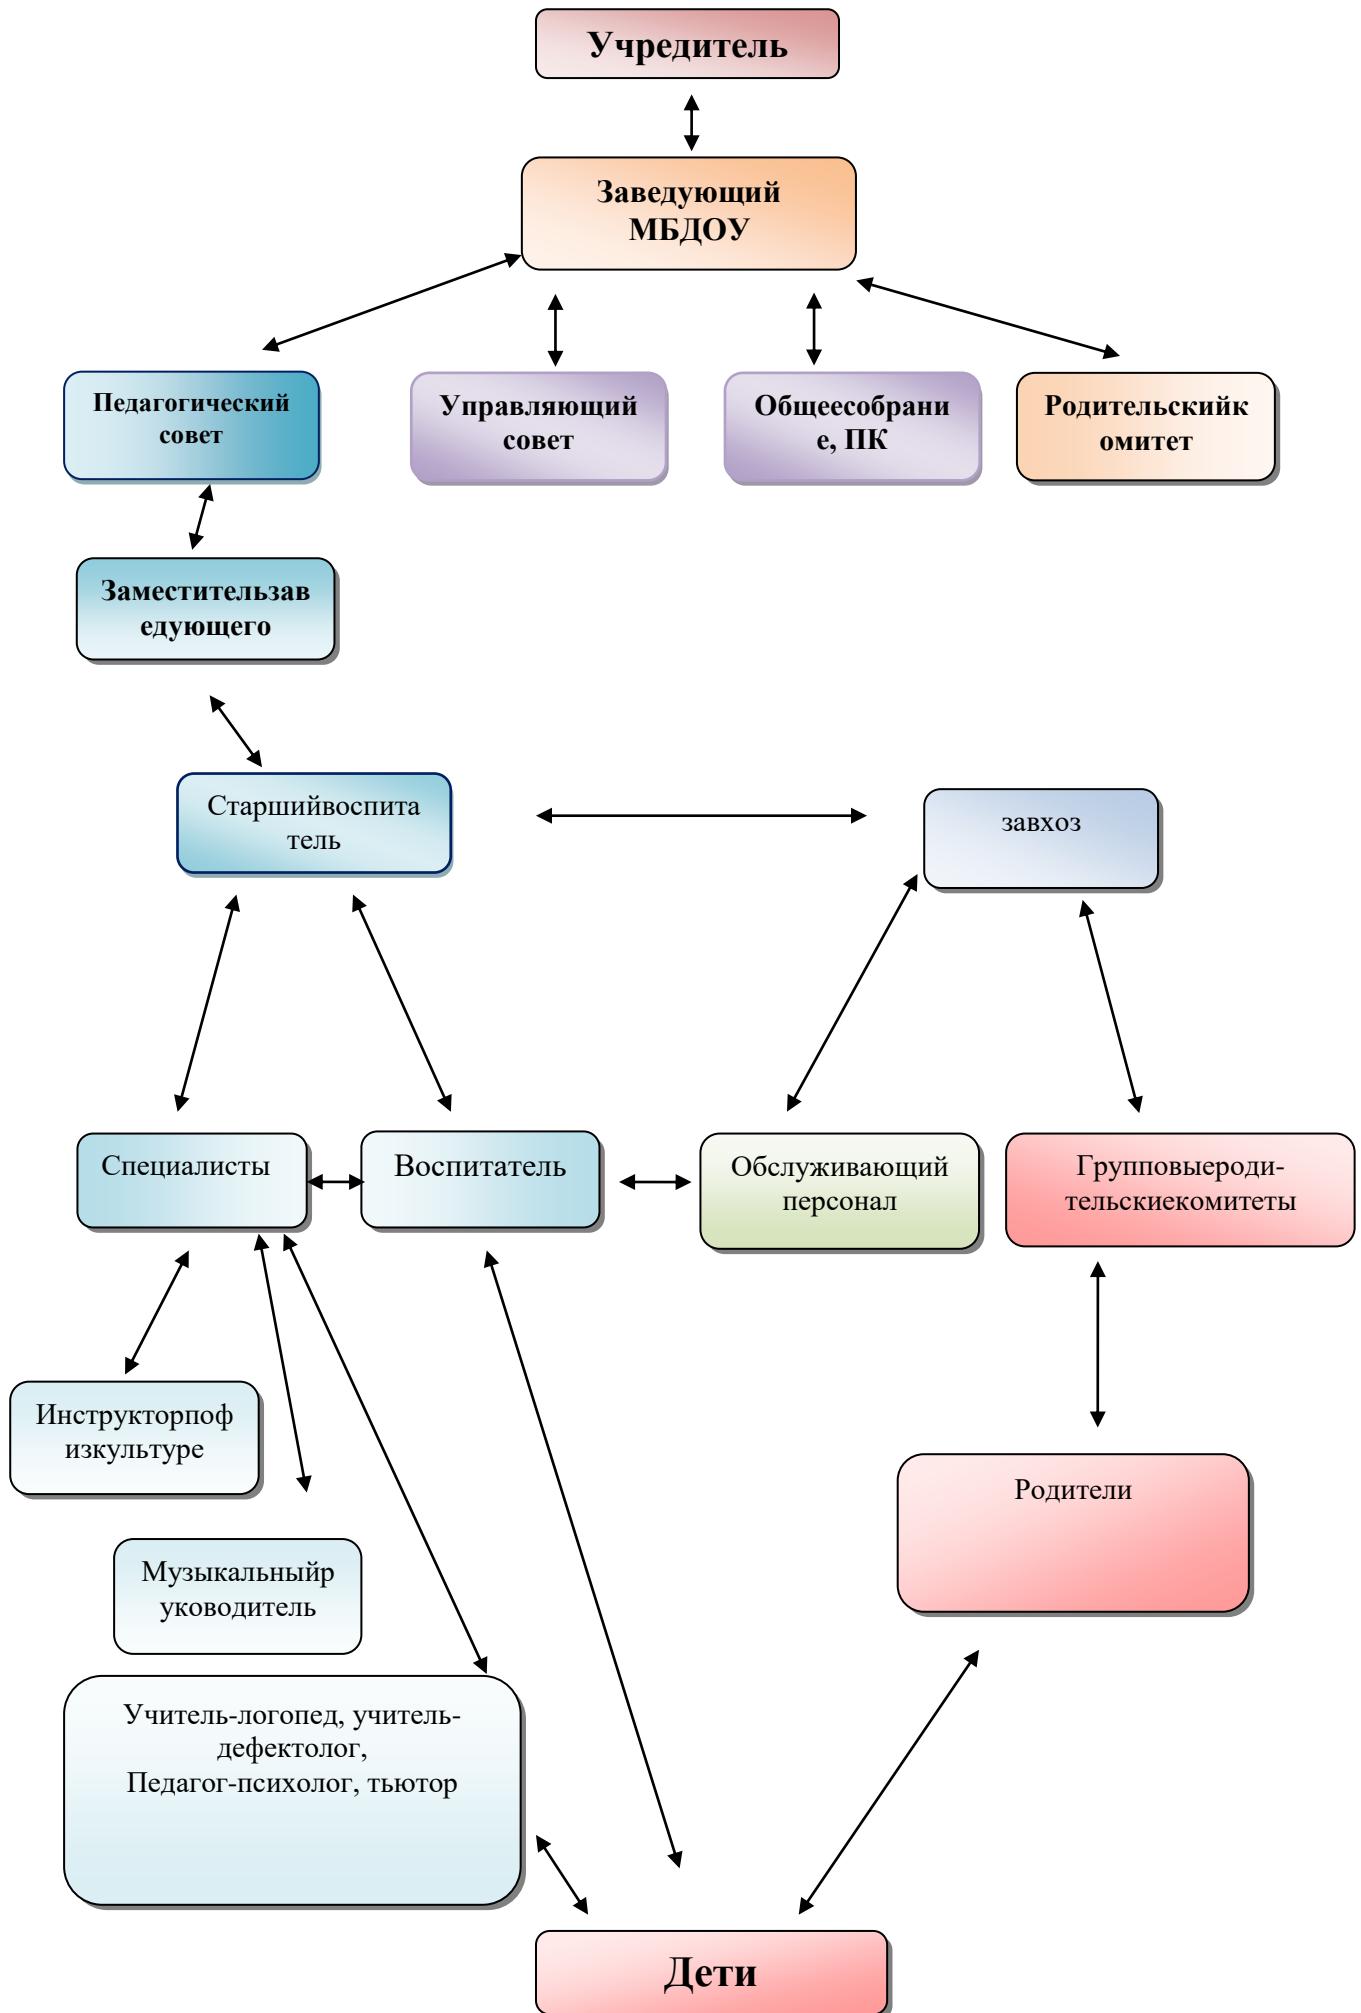 Учредитель
Заведующий
МБДОУ
Педагогический
совет
Управляющий
совет
Общеесобрани
е, ПК
Родительскийк
омитет
Заместительзав
едующего
Старшийвоспита
тель
завхоз
Специалисты
Воспитатель
Обслуживающий
персонал
Групповыероди-
тельскиекомитеты
Инструкторпоф
изкультуре
Родители
Музыкальныйр
уководитель
Учитель-логопед, учитель-
дефектолог,
Педагог-психолог, тьютор
Дети